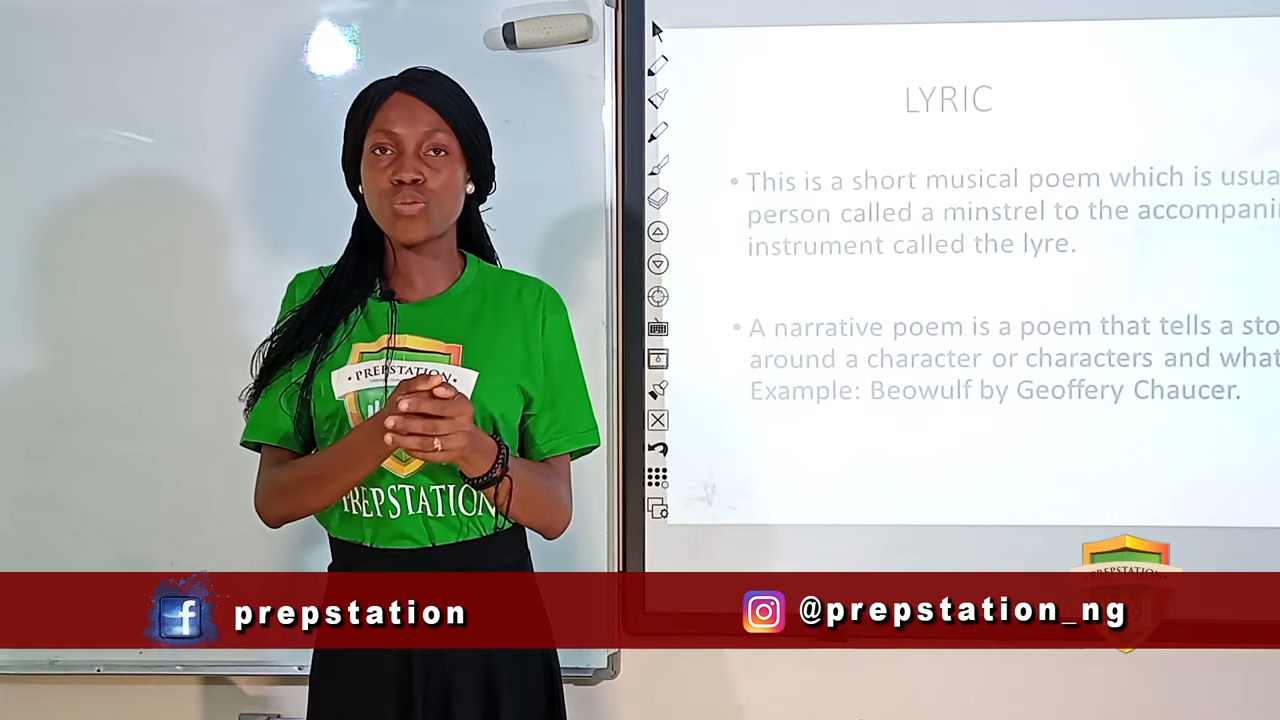 LYRIC
• This is a short musical poem which is usua
person called a minstrel to the accompani
instrument called the lyre.
• A narrative poem is a poem that tells a sto
around a character or characters and what
Example: Beowulf by Geoffery Chaucer.
• PREPSTATION •
PREPSTATION
PREPSTATION
prepstation
@prepstation_ng